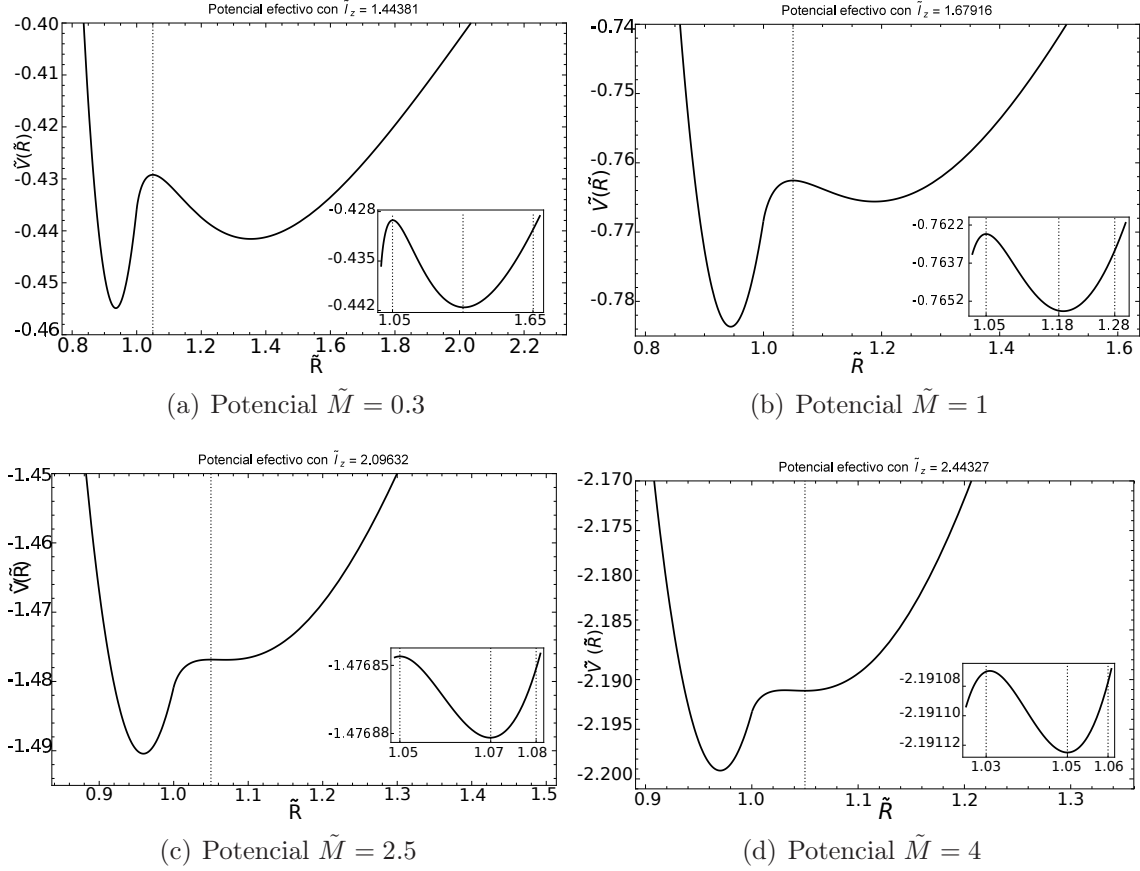 Potencial efectivo con l̃_z = 1.44381
-0.40
-0.41
-0.42
-0.43
-0.44
-0.45
-0.46
Ṽ(R̃)
-0.428
-0.435
-0.442
1.05 1.65
0.8 1.0 1.2 1.4 1.6 1.8 2.0 2.2
R̃
(a) Potencial M̃ = 0.3
Potencial efectivo con l̃_z = 1.67916
-0.74
-0.75
-0.76
-0.77
-0.78
Ṽ(R̃)
-0.7622
-0.7637
-0.7652
1.05 1.18 1.28
0.8 1.0 1.2 1.4 1.6
R̃
(b) Potencial M̃ = 1
Potencial efectivo con l̃_z = 2.09632
-1.45
-1.46
-1.47
-1.48
-1.49
Ṽ(R̃)
-1.47685
-1.47688
1.05 1.07 1.08
0.9 1.0 1.1 1.2 1.3 1.4 1.5
R̃
(c) Potencial M̃ = 2.5
Potencial efectivo con l̃_z = 2.44327
-2.170
-2.175
-2.180
-2.185
-2.190
-2.195
-2.200
Ṽ (R̃)
-2.19108
-2.19110
-2.19112
1.03 1.05 1.06
0.9 1.0 1.1 1.2 1.3
R̃
(d) Potencial M̃ = 4